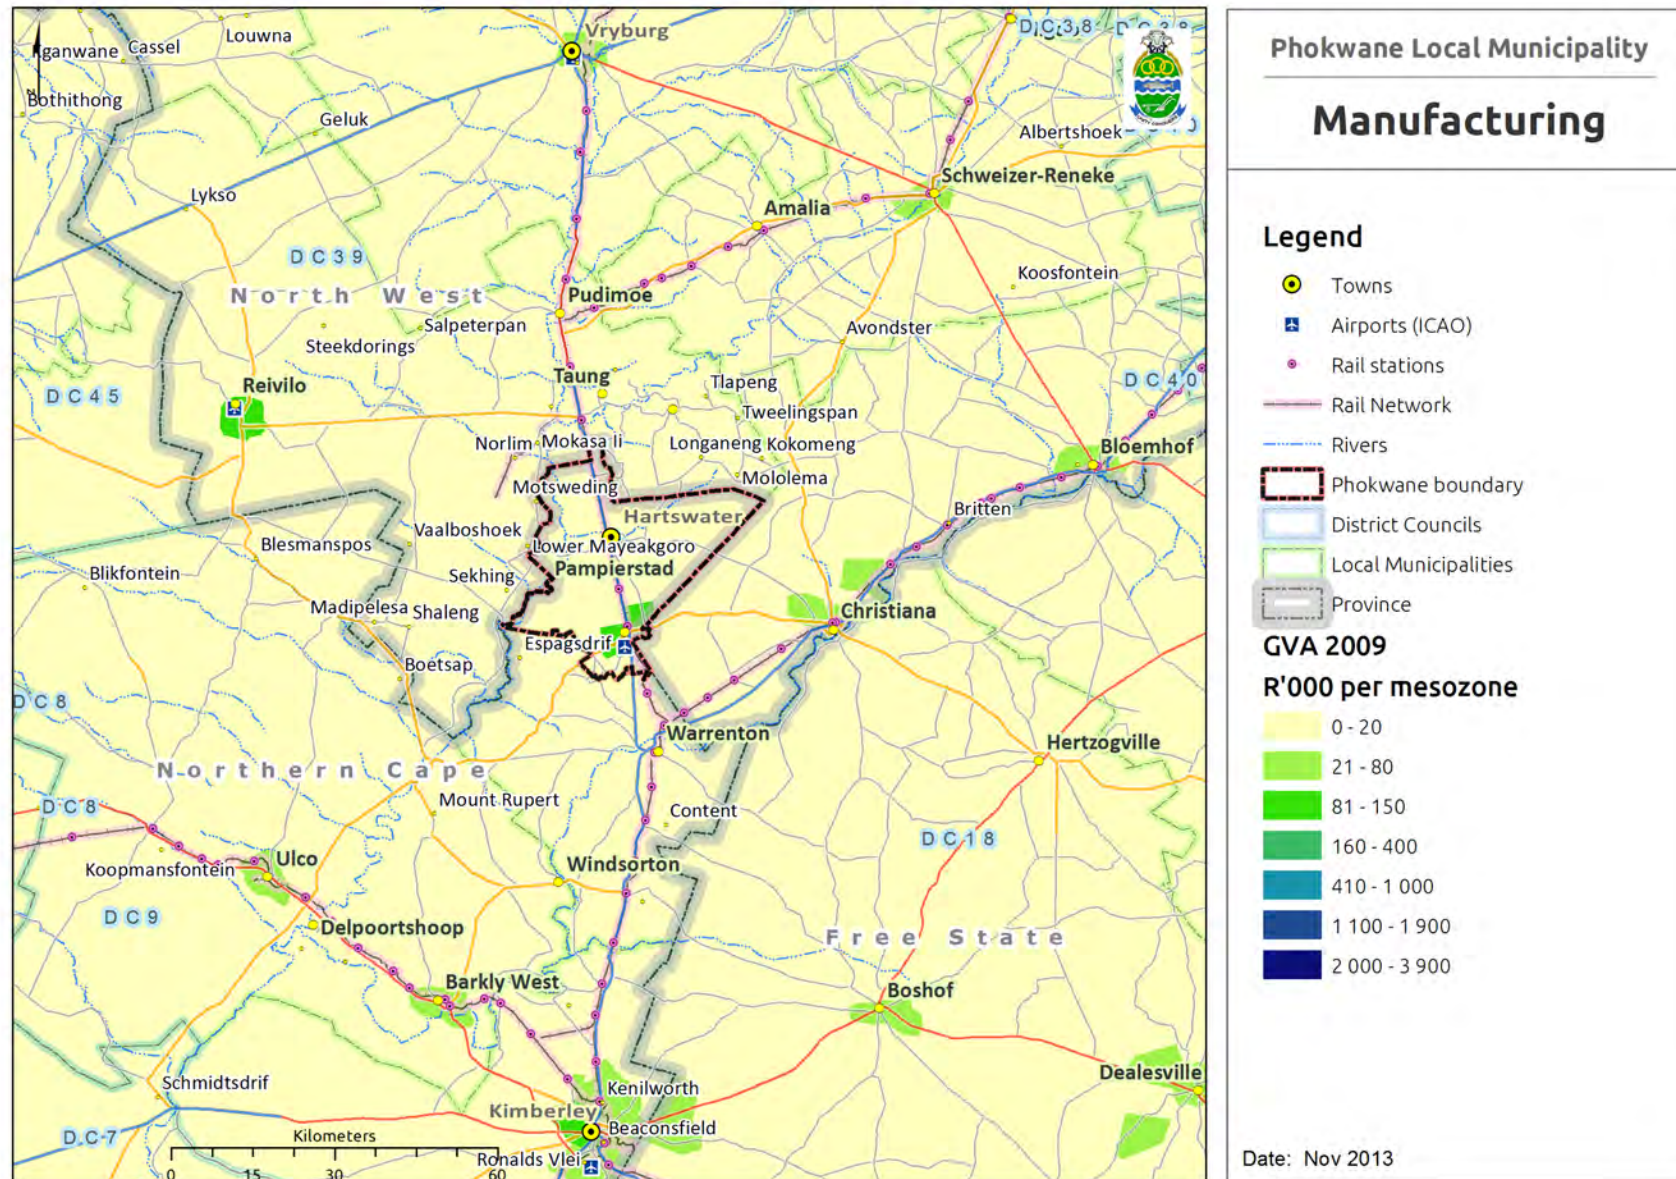 Phokwane Local Municipality
Manufacturing
Legend
Towns
Airports (ICAO)
Rail stations
Rail Network
Rivers
Phokwane boundary
District Councils
Local Municipalities
Province
GVA 2009
R'000 per mesozone
0 - 20
21 - 80
81 - 150
160 - 400
410 - 1 000
1 100 - 1 900
2 000 - 3 900
Date: Nov 2013
Vryburg
DC38
Louwna
Cassel
Bothithong
Geluk
Albertshoek
Lykso
Schweizer-Reneke
Amalia
DC39
Koosfontein
North West
Pudimoe
Salpeterpan
Avondster
Steekdorings
Reivilo
Taung
Tlapeng
DC40
DC45
Tweelingspan
Norlim
Mokasa Ii
Longaneng
Kokomeng
Bloemhof
Mololema
Motsweding
Britten
Hartswater
Vaalboshoek
Blesmanspos
Lower Mayeakgoro
Pampierstad
Blikfontein
Sekhing
Madipelesa
Shaleng
Christiana
Espagsdrif
Boetsap
DC8
Warrenton
Hertzogville
Northern Cape
Mount Rupert
DC8
Content
DC18
Ulco
Windsorton
Koopmansfontein
DC9
Delpoortshoop
Free State
Barkly West
Boshof
Dealesville
Schmidtsdrif
Kenilworth
Kimberley
Beaconsfield
DC7
Kilometers
Ronalds Vlei
0 15 30 60